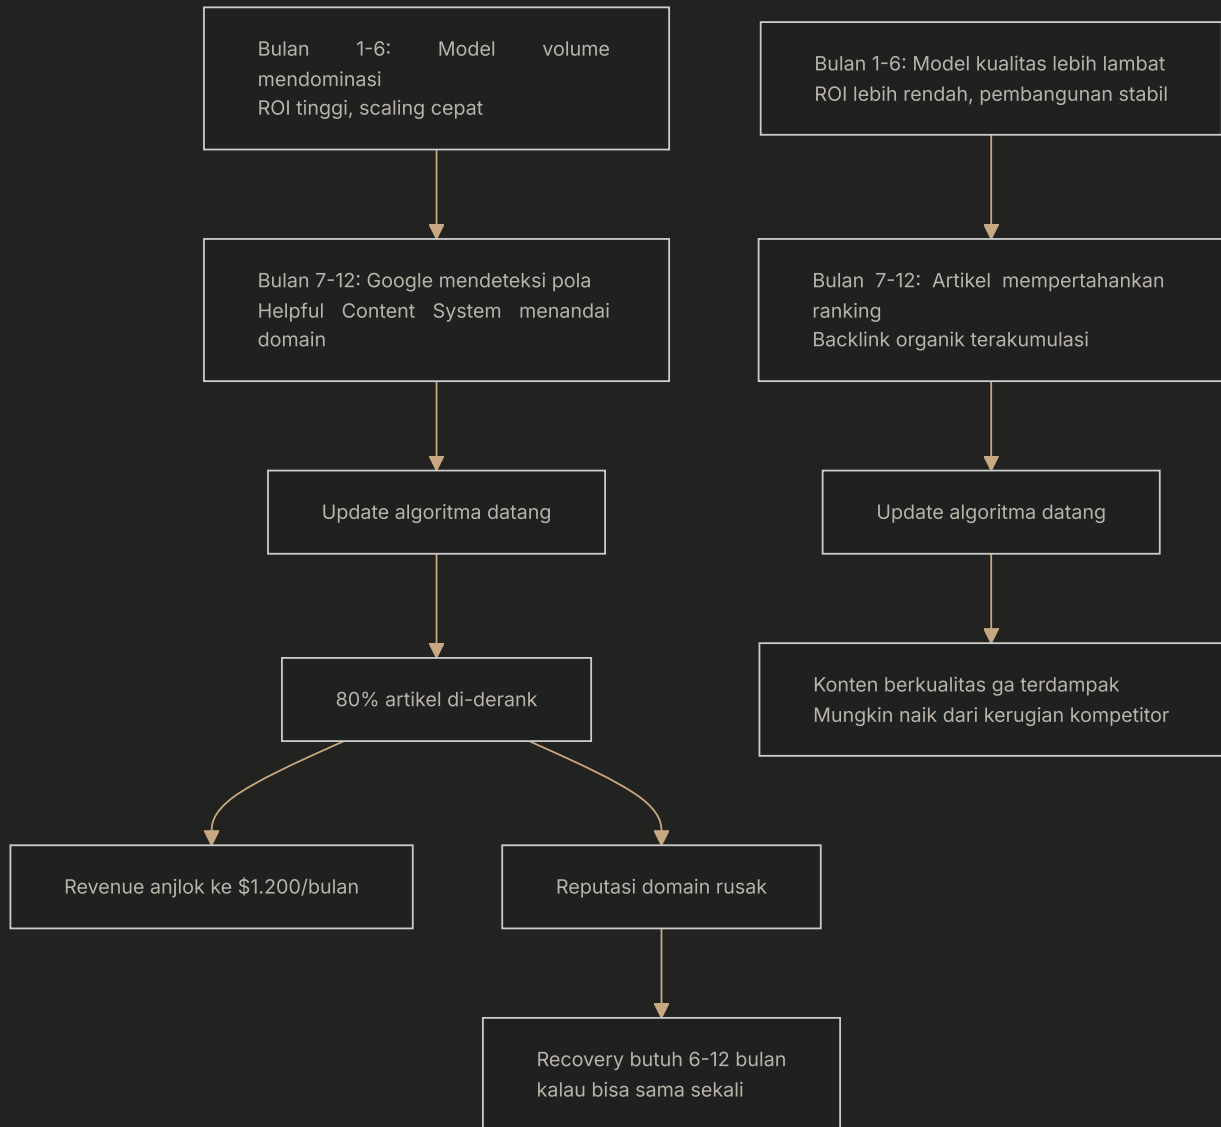 Bulan 1-6: Model volume
mendominasi
ROI tinggi, scaling cepat
Bulan 1-6: Model kualitas lebih lambat
ROI lebih rendah, pembangunan stabil
Bulan 7-12: Google mendeteksi pola
Helpful Content System menandai
domain
Bulan 7-12: Artikel mempertahankan
ranking
Backlink organik terakumulasi
Update algoritma datang
Update algoritma datang
80% artikel di-derank
Konten berkualitas ga terdampak
Mungkin naik dari kerugian kompetitor
Revenue anjlok ke $1.200/bulan
Reputasi domain rusak
Recovery butuh 6-12 bulan
kalau bisa sama sekali